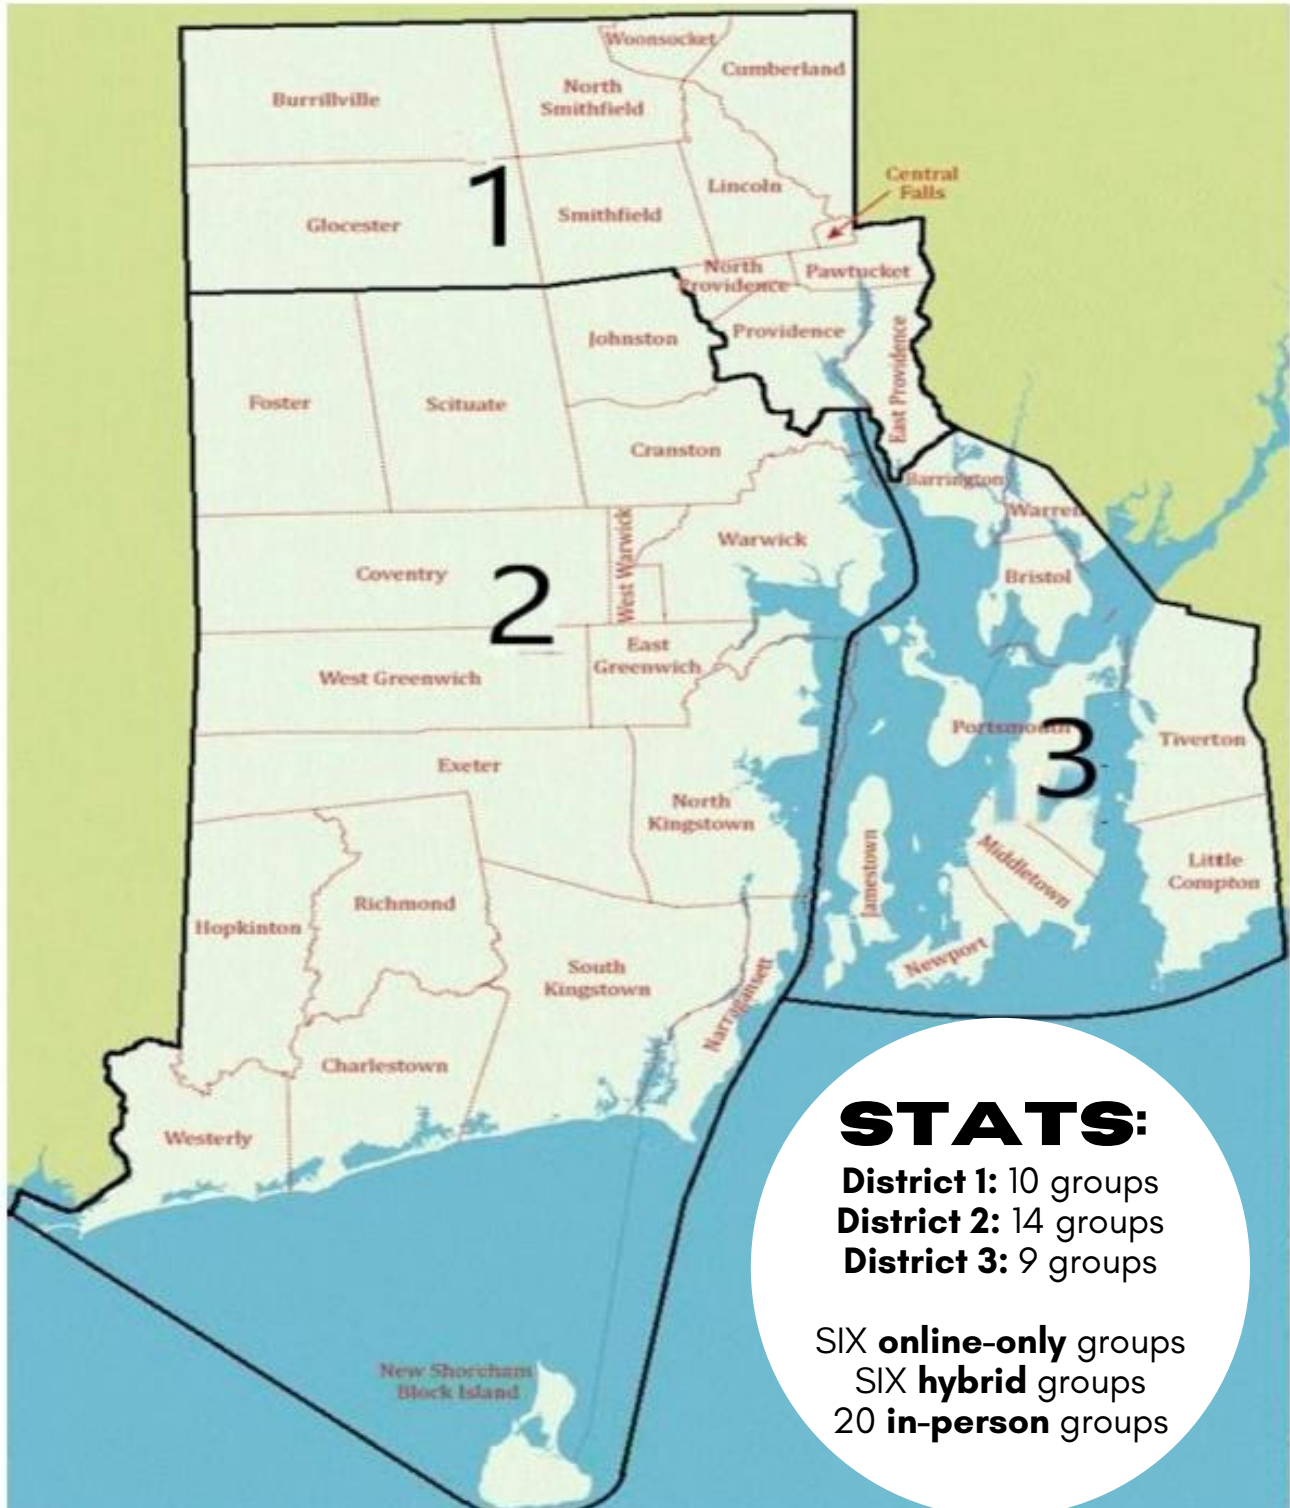 Woonsocket
Cumberland
Burrillville
North
Smithfield
Central
Falls
Lincoln
1
Glocester
Smithfield
North
Providence
Pawtucket
Johnston
Providence
East Providence
Foster
Scituate
Cranston
Barrington
Warren
West Warwick
Warwick
Coventry
2
Bristol
East
Greenwich
West Greenwich
Portsmouth
3
Tiverton
Exeter
North
Kingstown
Jamestown
Middletown
Little
Compton
Richmond
Hopkinton
South
Kingstown
Newport
Narragansett
Charlestown
Westerly
New Shoreham
Block Island
STATS:
District 1: 10 groups
District 2: 14 groups
District 3: 9 groups
SIX online-only groups
SIX hybrid groups
20 in-person groups